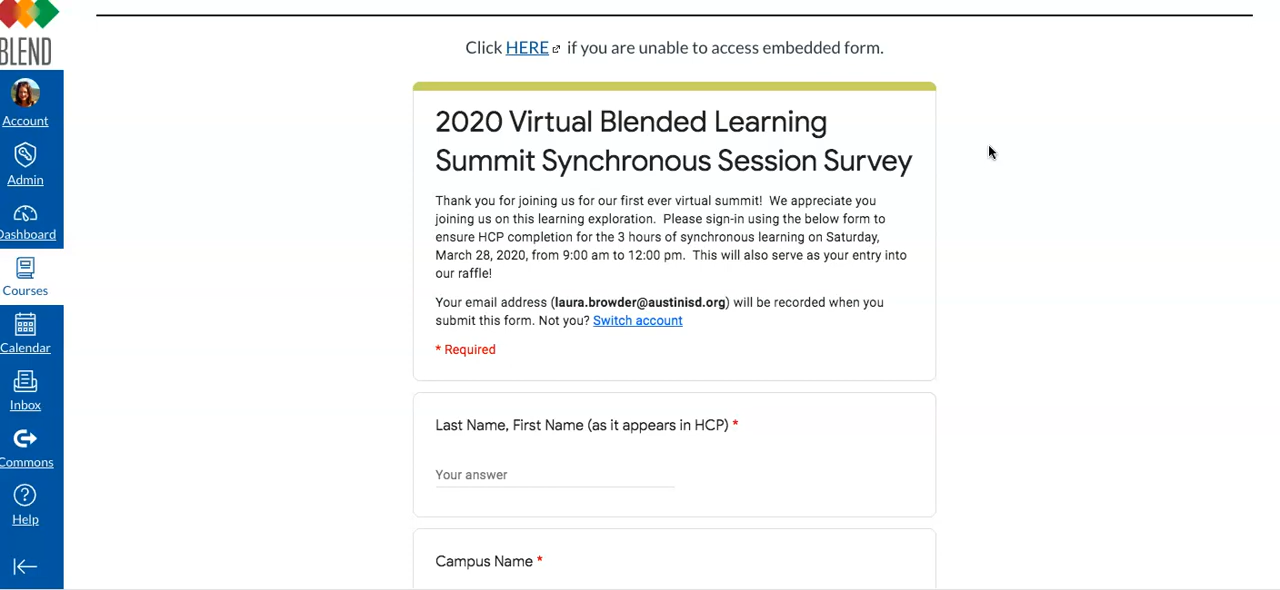 BLEND
Account
Admin
Dashboard
Courses
Calendar
Inbox
Commons
Help
Click HERE if you are unable to access embedded form.
2020 Virtual Blended Learning
Summit Synchronous Session Survey
Thank you for joining us for our first ever virtual summit! We appreciate you
joining us on this learning exploration. Please sign-in using the below form to
ensure HCP completion for the 3 hours of synchronous learning on Saturday,
March 28, 2020, from 9:00 am to 12:00 pm. This will also serve as your entry into
our raffle!
Your email address (laura.browder@austinisd.org) will be recorded when you
submit this form. Not you? Switch account
* Required
Last Name, First Name (as it appears in HCP) *
Your answer
Campus Name *